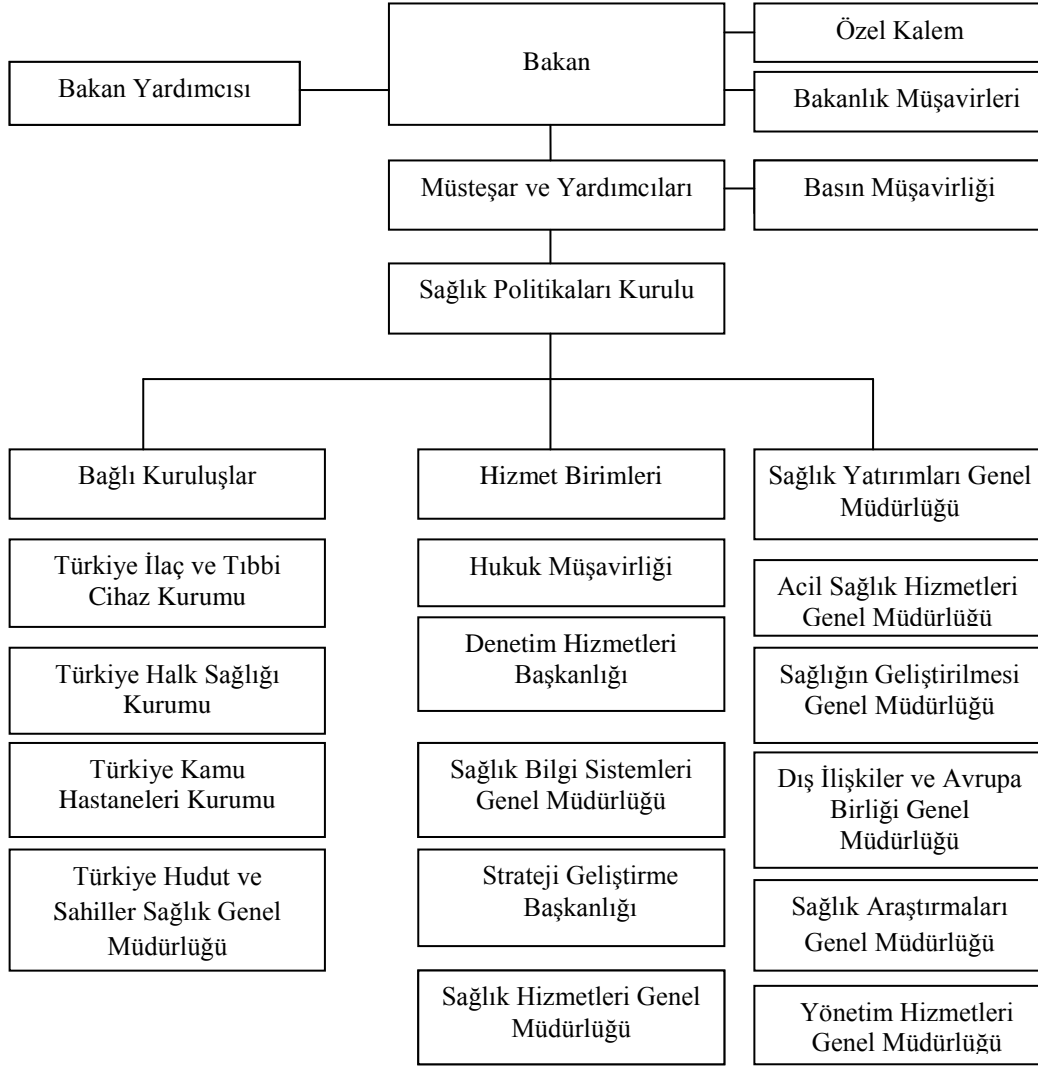 Bakan
Özel Kalem
Bakan Yardımcısı
Bakanlık Müşavirleri
Müsteşar ve Yardımcıları
Basın Müşavirliği
Sağlık Politikaları Kurulu
Bağlı Kuruluşlar
Türkiye İlaç ve Tıbbi
Cihaz Kurumu
Türkiye Halk Sağlığı
Kurumu
Türkiye Kamu
Hastaneleri Kurumu
Türkiye Hudut ve
Sahiller Sağlık Genel
Müdürlüğü
Hizmet Birimleri
Hukuk Müşavirliği
Denetim Hizmetleri
Başkanlığı
Sağlık Bilgi Sistemleri
Genel Müdürlüğü
Strateji Geliştirme
Başkanlığı
Sağlık Hizmetleri Genel
Müdürlüğü
Sağlık Yatırımları Genel
Müdürlüğü
Acil Sağlık Hizmetleri
Genel Müdürlüğü
Sağlığın Geliştirilmesi
Genel Müdürlüğü
Dış İlişkiler ve Avrupa
Birliği Genel
Müdürlüğü
Sağlık Araştırmaları
Genel Müdürlüğü
Yönetim Hizmetleri
Genel Müdürlüğü